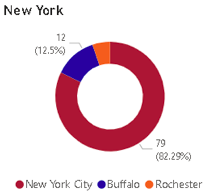 New York
12
(12.5%)
79
(82.29%)
New York City Buffalo Rochester